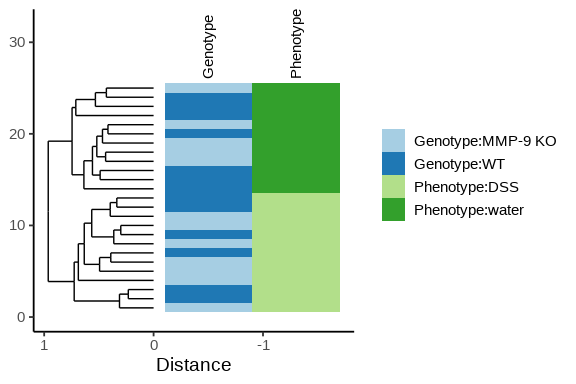 Genotype
Phenotype
30
20
10
0
1
0
-1
Distance
Genotype:MMP-9 KO
Genotype:WT
Phenotype:DSS
Phenotype:water